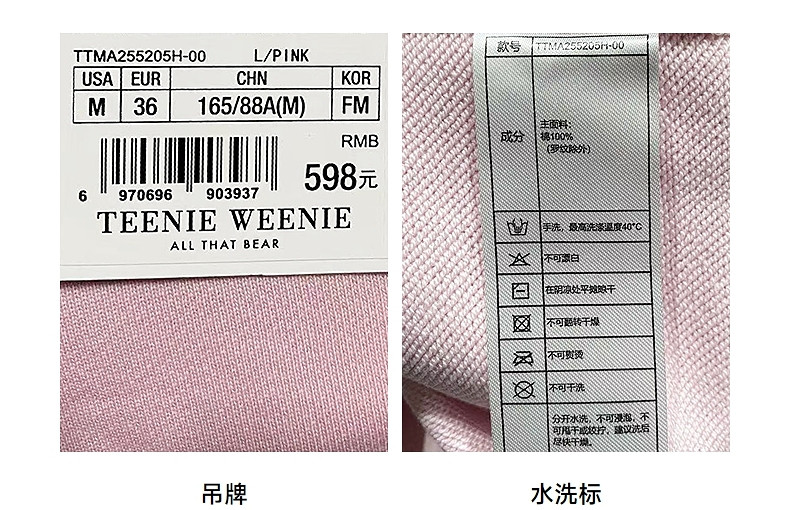 TTMA255205H-00 L/PINK
USA EUR CHN KOR
M 36 165/88A(M) FM
RMB
598元
6 970696 903937
TEENIE WEENIE
ALL THAT BEAR
吊牌
款号 TTMA255205H-00
成分
主面料:
棉100%
(罗纹除外)
手洗,最高洗涤温度40°C
不可漂白
在阴凉处平摊晾干
不可翻转干燥
不可熨烫
不可干洗
分开水洗,不可浸泡,不
可甩干或绞拧,建议洗后
尽快干燥。
水洗标